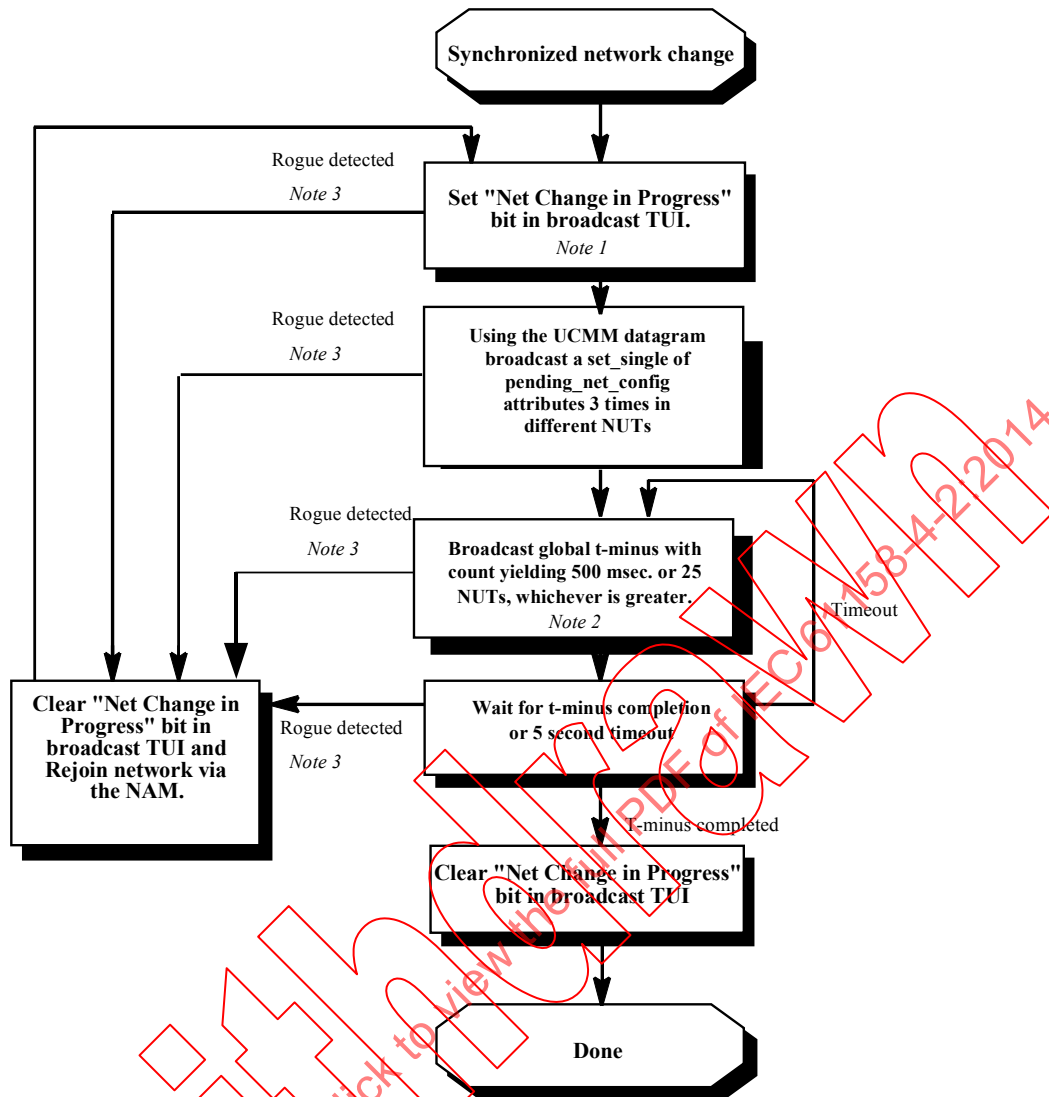 Synchronized network change
Rogue detected
Note 3
Set "Net Change in Progress"
bit in broadcast TUI.
Note 1
Rogue detected
Note 3
Using the UCMM datagram
broadcast a set_single of
pending_net_config
attributes 3 times in
different NUTs
Rogue detected
Note 3
Broadcast global t-minus with
count yielding 500 msec. or 25
NUTs, whichever is greater.
Note 2
Timeout
Clear "Net Change in
Progress" bit in
broadcast TUI and
Rejoin network via
the NAM.
Rogue detected
Note 3
Wait for t-minus completion
or 5 second timeout
T-minus completed
Clear "Net Change in Progress"
bit in broadcast TUI
Done
lick to view the full PDF of IEC 61158-4-2:2014